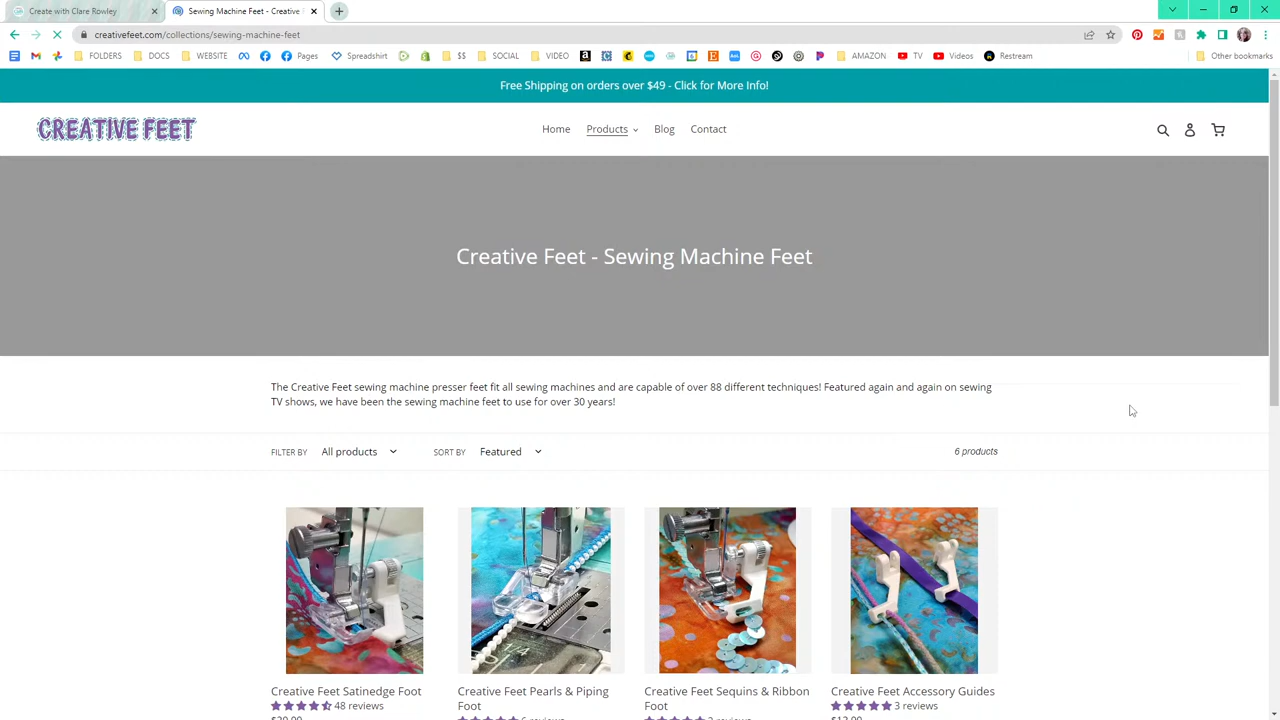 Create with Clare Rowley
Sewing Machine Feet - Creative
creativefeet.com/collections/sewing-machine-feet
FOLDERS DOCS WEBSITE Pages Spreadshirt $$ SOCIAL VIDEO AMAZON TV Videos Restream Other bookmarks
Free Shipping on orders over $49 - Click for More Info!
CREATIVE FEET
Home Products Blog Contact
Creative Feet - Sewing Machine Feet
The Creative Feet sewing machine presser feet fit all sewing machines and are capable of over 88 different techniques! Featured again and again on sewing
TV shows, we have been the sewing machine feet to use for over 30 years!
FILTER BY All products SORT BY Featured 6 products
Creative Feet Satinedge Foot
48 reviews
Creative Feet Pearls & Piping
Foot
Creative Feet Sequins & Ribbon
Foot
Creative Feet Accessory Guides
3 reviews